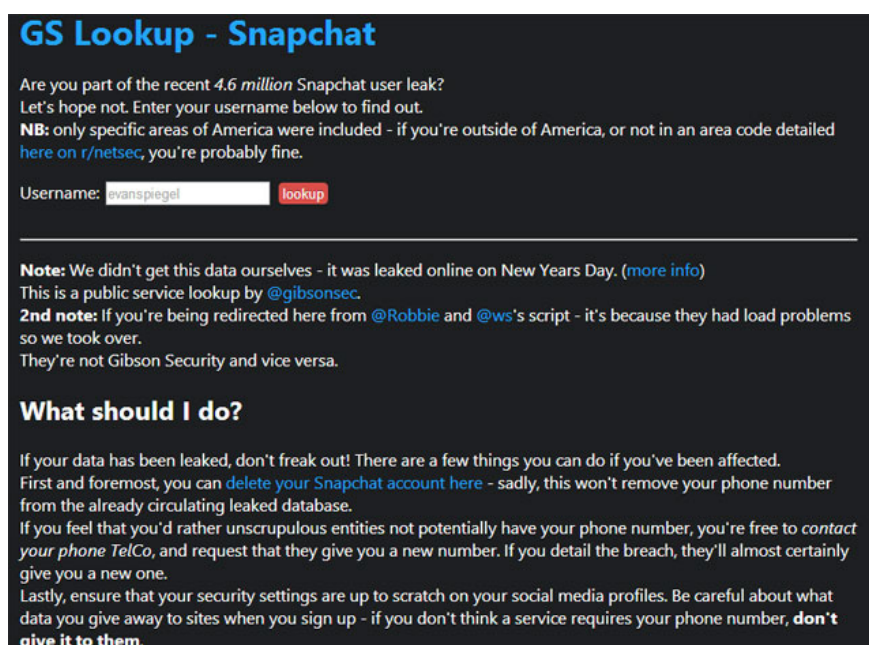 GS Lookup - Snapchat
Are you part of the recent 4.6 million Snapchat user leak?
Let's hope not. Enter your username below to find out.
NB: only specific areas of America were included - if you're outside of America, or not in an area code detailed
here on r/netsec, you're probably fine.
Username: evanspiegel lookup
Note: We didn't get this data ourselves - it was leaked online on New Years Day. (more info)
This is a public service lookup by @gibsonsec.
2nd note: If you're being redirected here from @Robbie and @ws's script - it's because they had load problems
so we took over.
They're not Gibson Security and vice versa.
What should I do?
If your data has been leaked, don't freak out! There are a few things you can do if you've been affected.
First and foremost, you can delete your Snapchat account here - sadly, this won't remove your phone number
from the already circulating leaked database.
If you feel that you'd rather unscrupulous entities not potentially have your phone number, you're free to contact
your phone TelCo, and request that they give you a new number. If you detail the breach, they'll almost certainly
give you a new one.
Lastly, ensure that your security settings are up to scratch on your social media profiles. Be careful about what
data you give away to sites when you sign up - if you don't think a service requires your phone number, don't
give it to them.